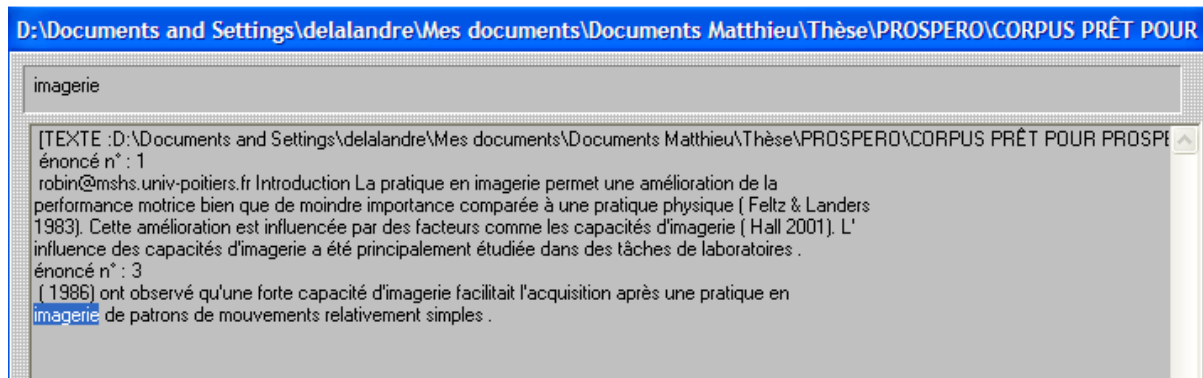 D:\Documents and Settings\delalandre\Mes documents\Documents Matthieu\Thèse\PROSPERO\CORPUS PRÊT POUR
imagerie
[TEXTE :D:\Documents and Settings\delalandre\Mes documents\Documents Matthieu\Thèse\PROSPERO\CORPUS PRÊT POUR PROSPE
énoncé n° : 1
robin@mshs.univ-poitiers.fr Introduction La pratique en imagerie permet une amélioration de la
performance motrice bien que de moindre importance comparée à une pratique physique ( Feltz & Landers
1983). Cette amélioration est influencée par des facteurs comme les capacités d'imagerie ( Hall 2001). L'
influence des capacités d'imagerie a été principalement étudiée dans des tâches de laboratoires .
énoncé n° : 3
( 1986) ont observé qu'une forte capacité d'imagerie facilitait l'acquisition après une pratique en
imagerie de patrons de mouvements relativement simples .